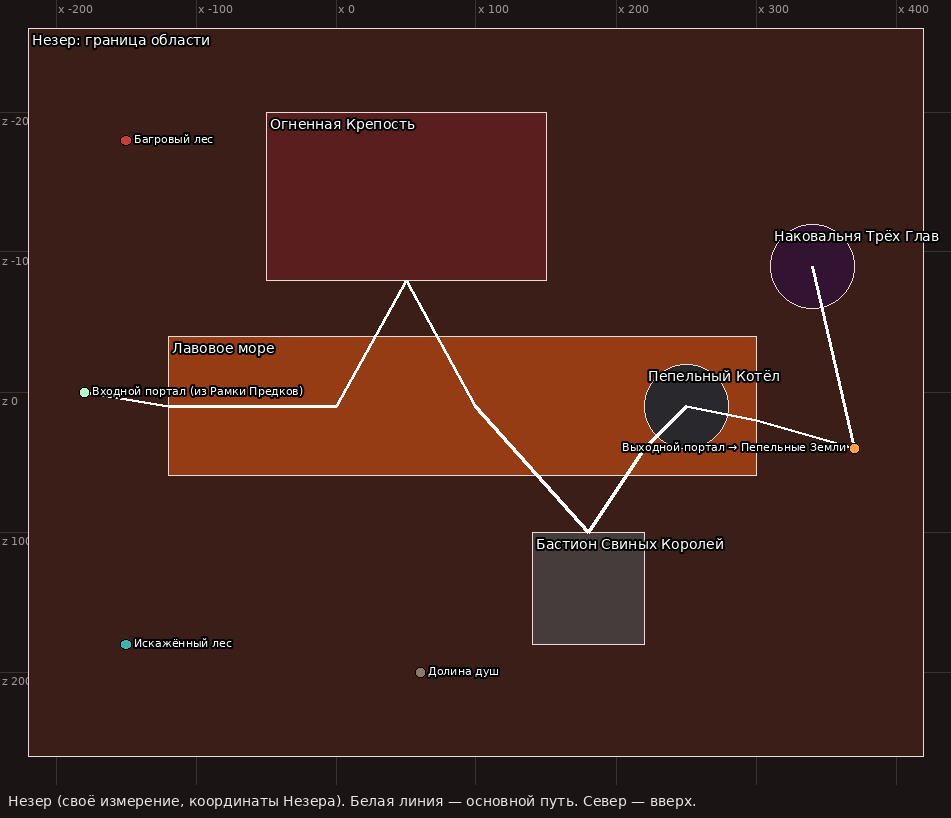 x -200 x -100 x 0 x 100 x 200 x 300 x 400
Незер: граница области
z -20
Огненная Крепость
Багровый лес
Наковальня Трёх Глав
z -10
Лавовое море
Пепельный Котёл
Входной портал (из Рамки Предков)
z 0
Выходной портал → Пепельные Земли
z 100
Бастион Свиных Королей
Искажённый лес
Долина душ
z 200
Незер (своё измерение, координаты Незера). Белая линия — основной путь. Север — вверх.